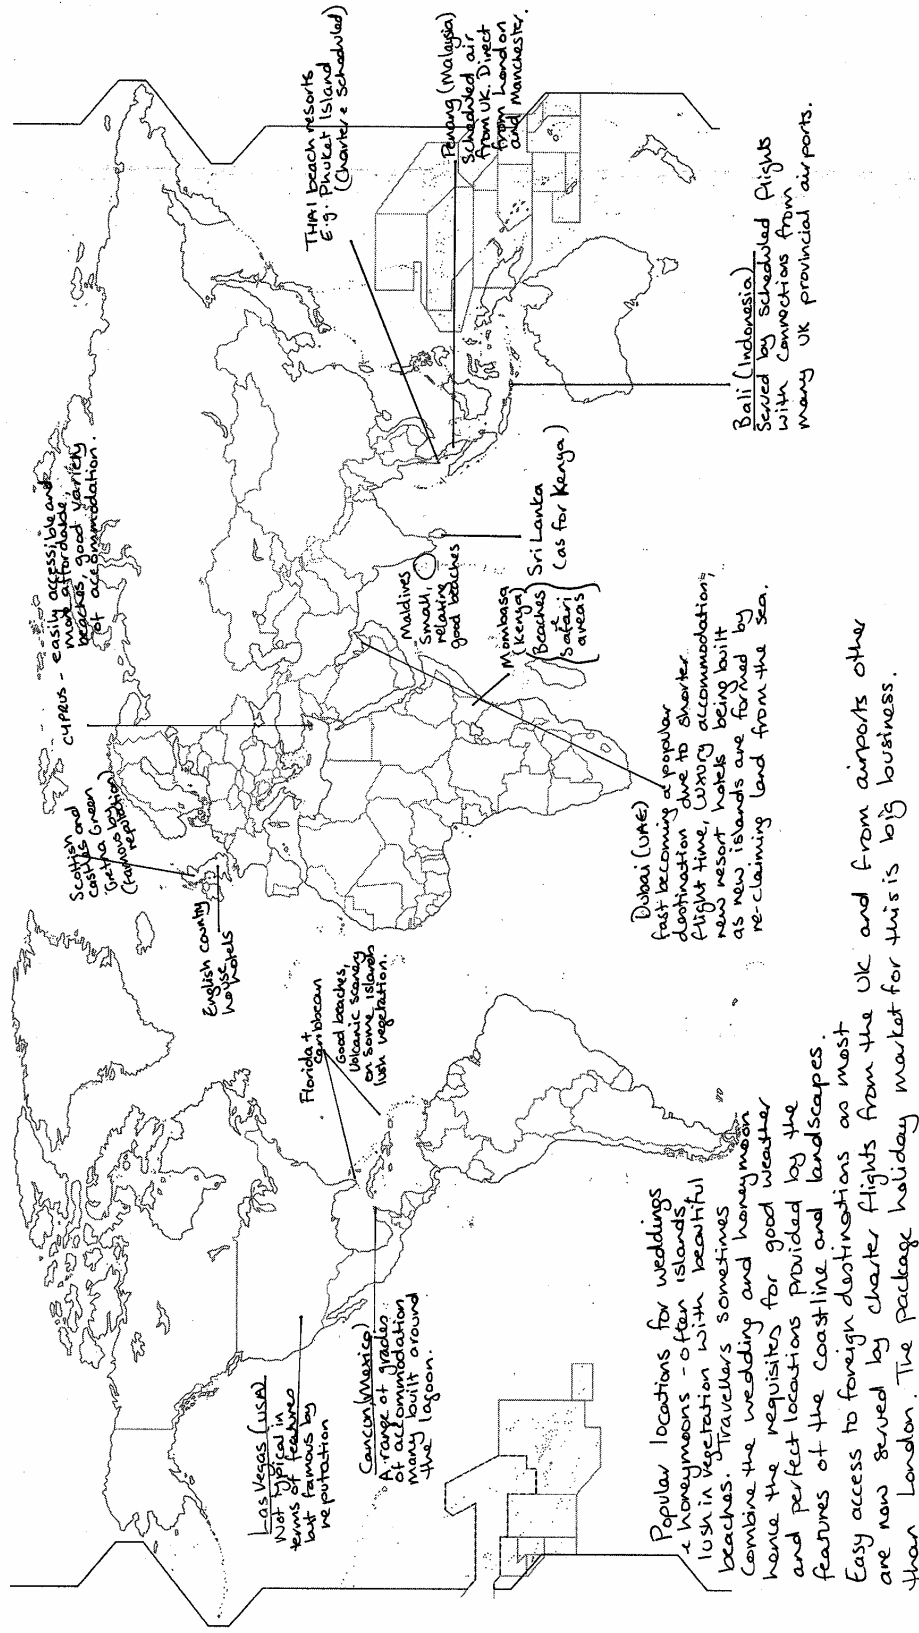 Scottish and
castles Gretna Green
(famous by
reputation)
English country
house
hotels
CYPRUS - easily accessible and
more affordable,
beaches, good variety
of accommodation.
THAI beach resorts
E.g. Phuket Island
(Charter & Scheduled)
Penang (Malaysia)
Scheduled air
from UK. Direct
from London
and Manchester.
Las Vegas (USA)
Not typical in
terms of features
but famous by
reputation
Cancun (Mexico)
A range of grades
of accommodation
many built around
the lagoon.
Florida +
Caribbean
Good beaches,
Volcanic scenery
on some islands
lush vegetation.
Maldives
Small,
relaxing
good beaches
Mombasa
(Kenya)
Beaches
&
Safari
areas
Sri Lanka
(as for Kenya)
Dubai (UAE)
fast becoming a popular
destination due to shorter
flight time, luxury accommodation,
new resort hotels being built
as new islands are formed by
re-claiming land from the sea.
Bali (Indonesia)
Served by scheduled flights
with connections from
many UK provincial airports.
Popular locations for weddings
& honeymoons - often islands,
lush in vegetation with beautiful
beaches. Travellers sometimes
combine the wedding and honeymoon
hence the requisites for good weather
and perfect locations provided by the
features of the coastline and landscapes.
Easy access to foreign destinations as most
are now served by charter flights from the UK and from airports other
than London. The package holiday market for this is big business.